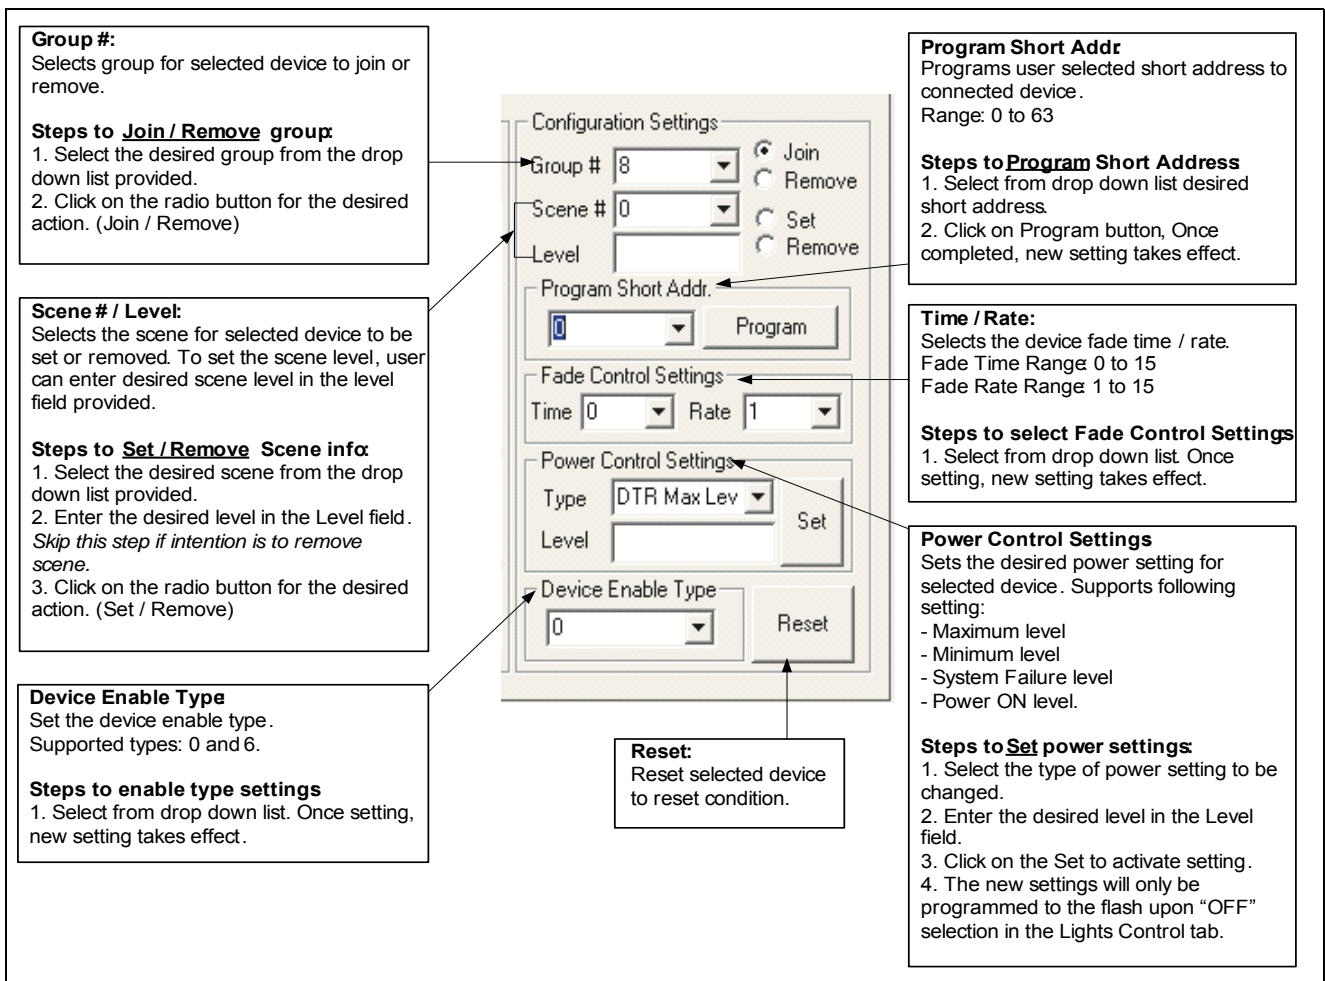 Group #:
Selects group for selected device to join or
remove.
Steps to Join / Remove group:
1. Select the desired group from the drop
down list provided.
2. Click on the radio button for the desired
action. (Join / Remove)
Scene # / Level:
Selects the scene for selected device to be
set or removed. To set the scene level, user
can enter desired scene level in the level
field provided.
Steps to Set / Remove Scene info:
1. Select the desired scene from the drop
down list provided.
2. Enter the desired level in the Level field.
Skip this step if intention is to remove
scene.
3. Click on the radio button for the desired
action. (Set / Remove)
Device Enable Type:
Set the device enable type.
Supported types: 0 and 6.
Steps to enable type settings
1. Select from drop down list. Once setting,
new setting takes effect.
Configuration Settings
Group # 8 Join
Remove
Scene # 0 Set
Level Remove
Program Short Addr.
0 Program
Fade Control Settings
Time 0 Rate 1
Power Control Settings
Type DTR Max Lev
Level Set
Device Enable Type
0 Reset
Reset:
Reset selected device
to reset condition.
Program Short Addr:
Programs user selected short address to
connected device.
Range: 0 to 63
Steps to Program Short Address:
1. Select from drop down list desired
short address.
2. Click on Program button, Once
completed, new setting takes effect.
Time / Rate:
Selects the device fade time / rate.
Fade Time Range: 0 to 15
Fade Rate Range: 1 to 15
Steps to select Fade Control Settings:
1. Select from drop down list. Once
setting, new setting takes effect.
Power Control Settings
Sets the desired power setting for
selected device. Supports following
setting:
- Maximum level
- Minimum level
- System Failure level
- Power ON level.
Steps to Set power settings:
1. Select the type of power setting to be
changed.
2. Enter the desired level in the Level
field.
3. Click on the Set to activate setting.
4. The new settings will only be
programmed to the flash upon “OFF”
selection in the Lights Control tab.